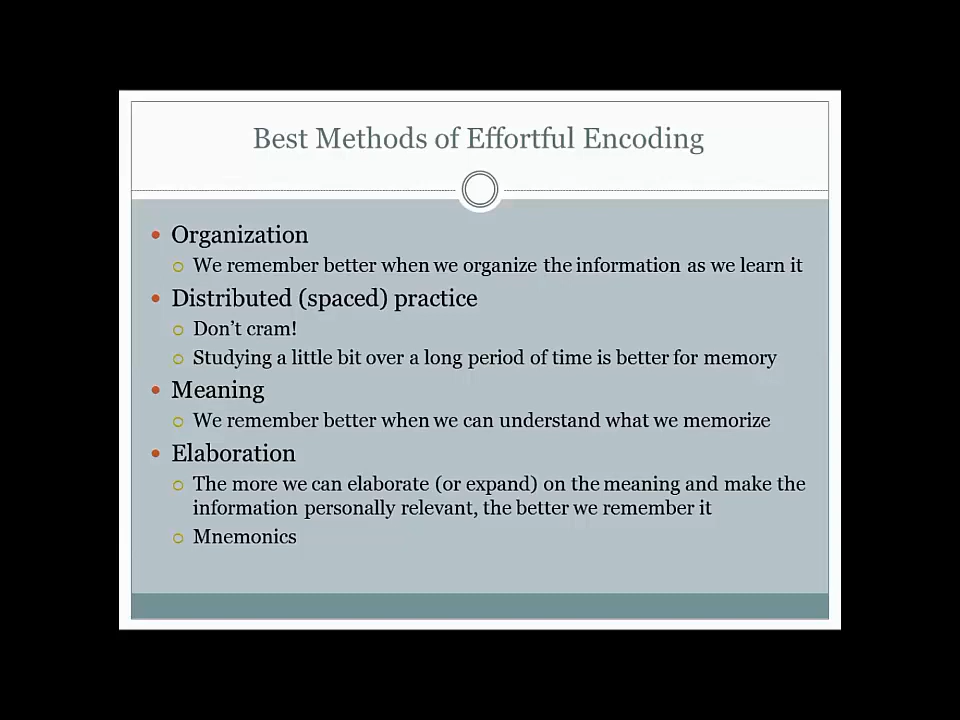 Best Methods of Effortful Encoding
Organization
We remember better when we organize the information as we learn it
Distributed (spaced) practice
Don't cram!
Studying a little bit over a long period of time is better for memory
Meaning
We remember better when we can understand what we memorize
Elaboration
The more we can elaborate (or expand) on the meaning and make the
information personally relevant, the better we remember it
Mnemonics